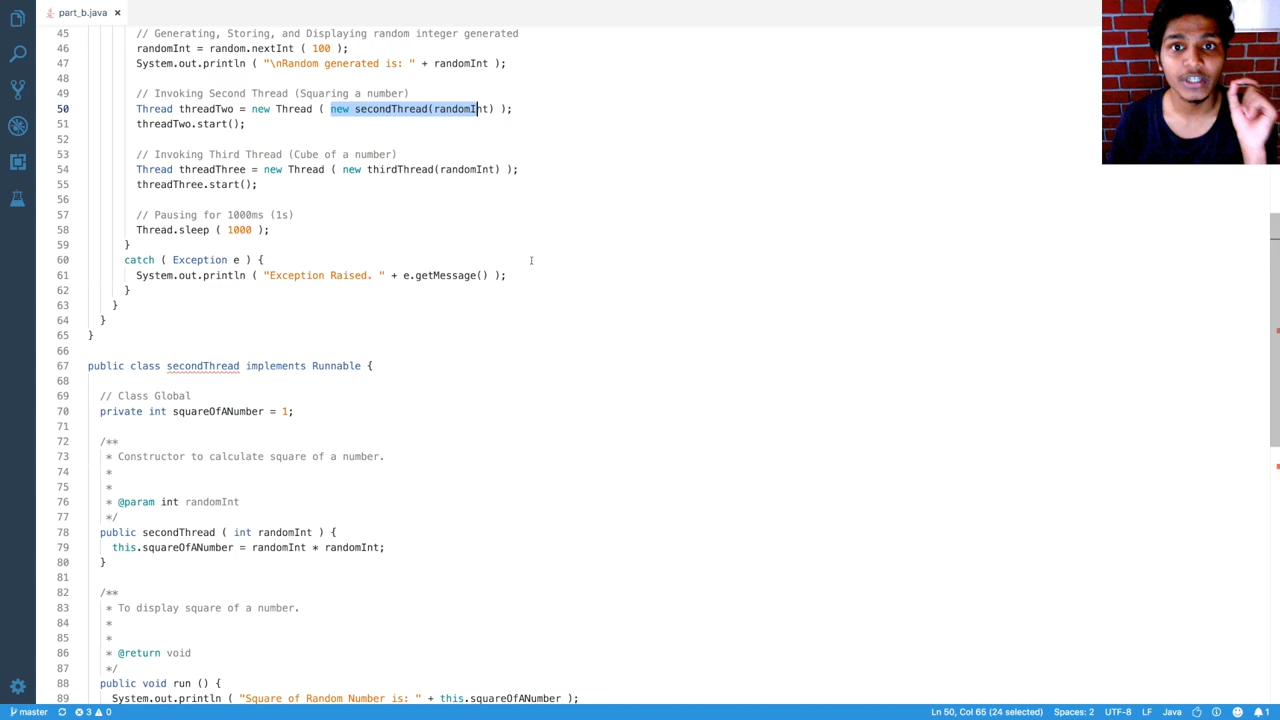 part_b.java ×
45 // Generating, Storing, and Displaying random integer generated
46 randomInt = random.nextInt ( 100 );
47 System.out.println ( "\nRandom generated is: " + randomInt );
48
49 // Invoking Second Thread (Squaring a number)
50 Thread threadTwo = new Thread ( new secondThread(randomInt) );
51 threadTwo.start();
52
53 // Invoking Third Thread (Cube of a number)
54 Thread threadThree = new Thread ( new thirdThread(randomInt) );
55 threadThree.start();
56
57 // Pausing for 1000ms (1s)
58 Thread.sleep ( 1000 );
59 }
60 catch ( Exception e ) {
61 System.out.println ( "Exception Raised. " + e.getMessage() );
62 }
63 }
64 }
65 }
66
67 public class secondThread implements Runnable {
68
69 // Class Global
70 private int squareOfANumber = 1;
71
72 /**
73 * Constructor to calculate square of a number.
74 *
75 *
76 * @param int randomInt
77 */
78 public secondThread ( int randomInt ) {
79 this.squareOfANumber = randomInt * randomInt;
80 }
81
82 /**
83 * To display square of a number.
84 *
85 *
86 * @return void
87 */
88 public void run () {
89 System.out.println ( "Square of Random Number is: " + this.squareOfANumber );
master 3 0 Ln 50, Col 65 (24 selected) Spaces: 2 UTF-8 LF Java 1